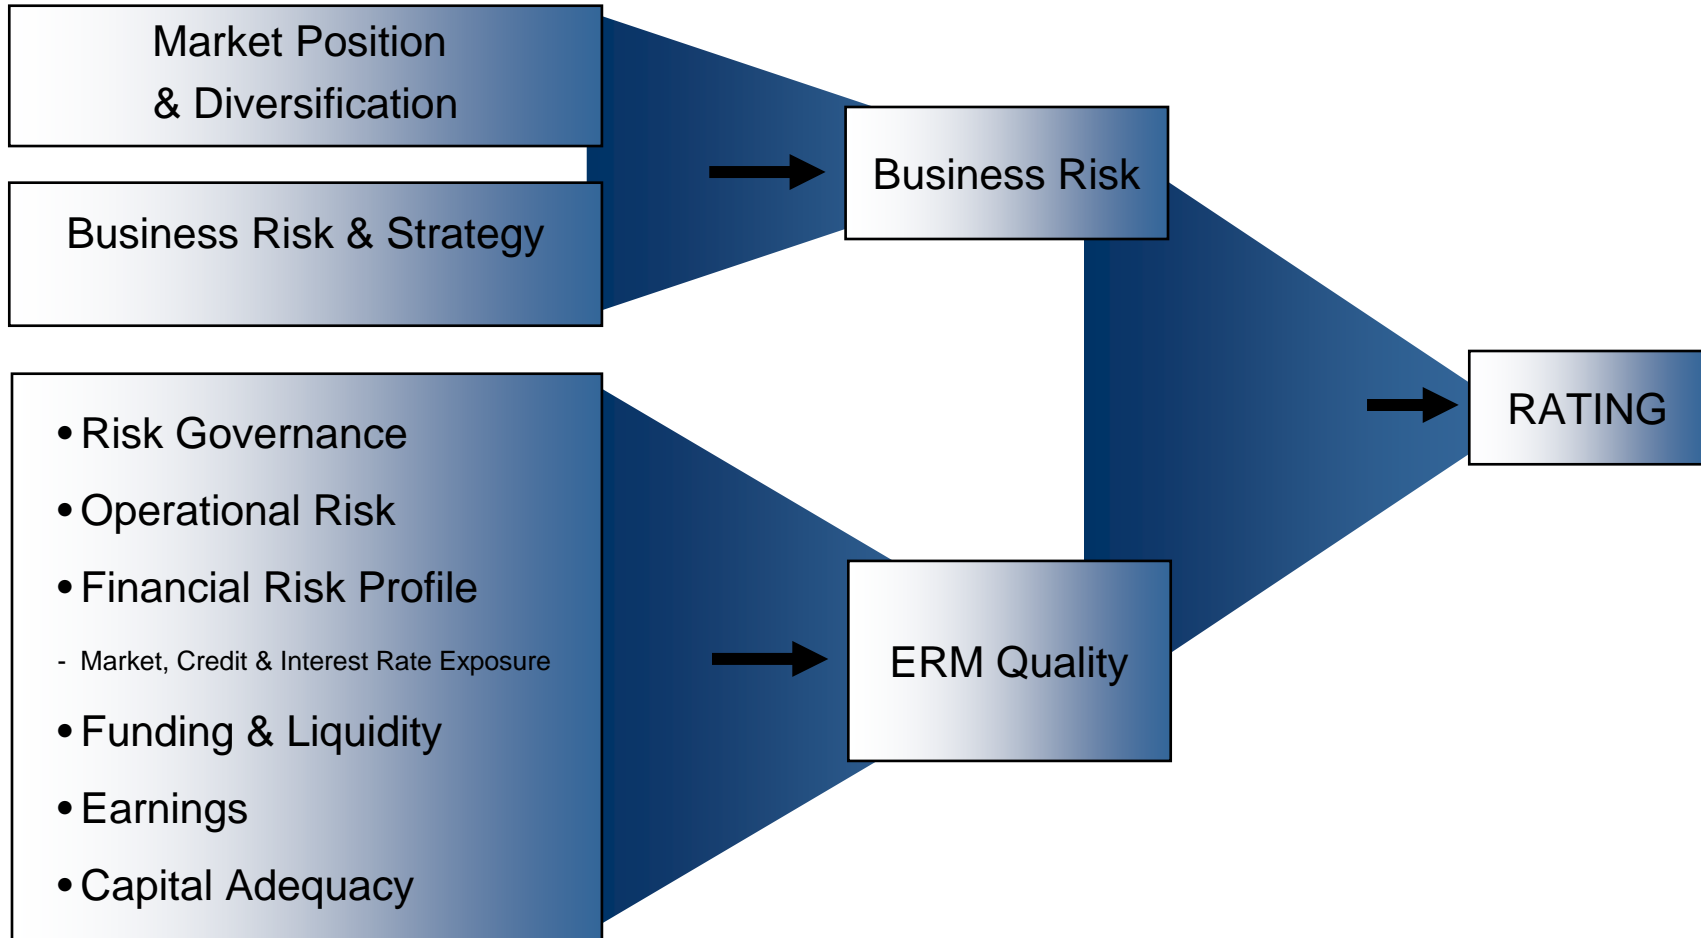 Market Position
& Diversification
Business Risk & Strategy
Business Risk
• Risk Governance
• Operational Risk
• Financial Risk Profile
- Market, Credit & Interest Rate Exposure
• Funding & Liquidity
• Earnings
• Capital Adequacy
ERM Quality
RATING